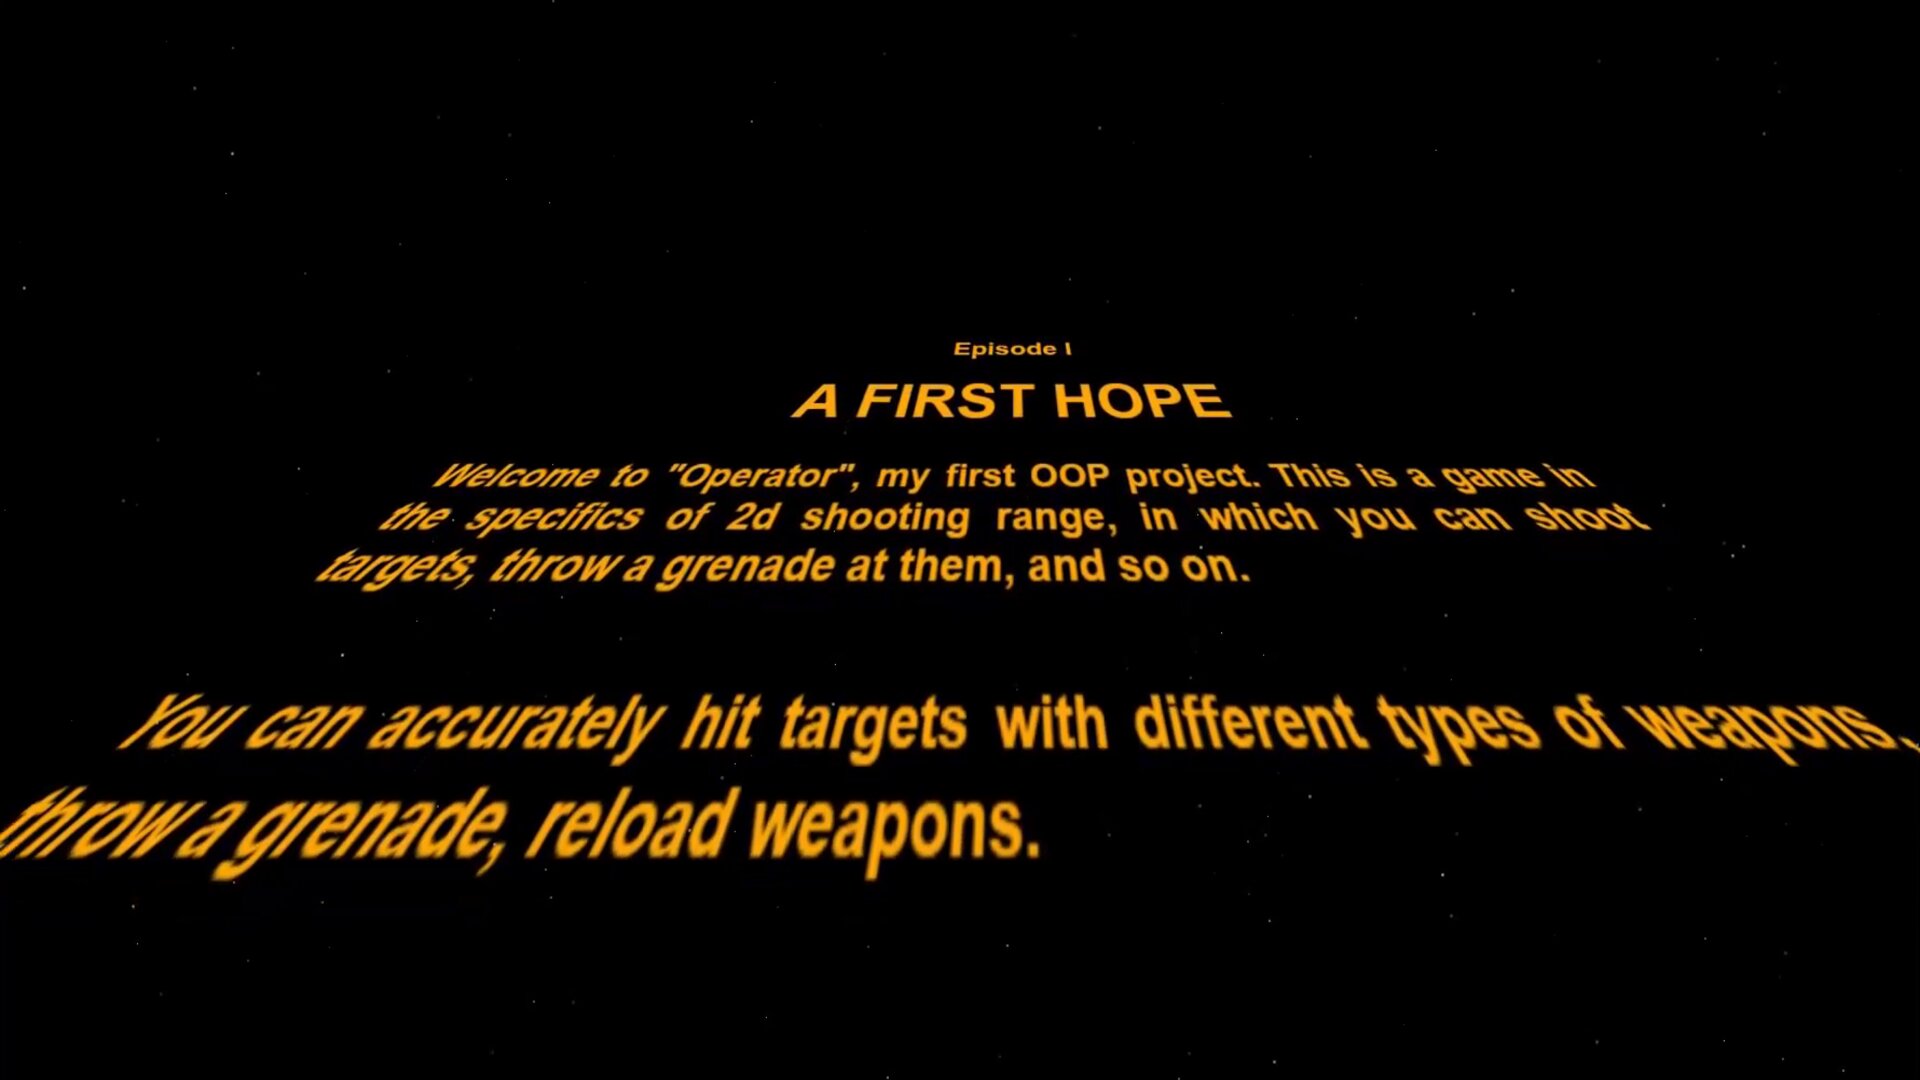 Episode I
A FIRST HOPE
Welcome to "Operator", my first OOP project. This is a game in
the specifics of 2d shooting range, in which you can shoot
targets, throw a grenade at them, and so on.
You can accurately hit targets with different types of weapons,
throw a grenade, reload weapons.